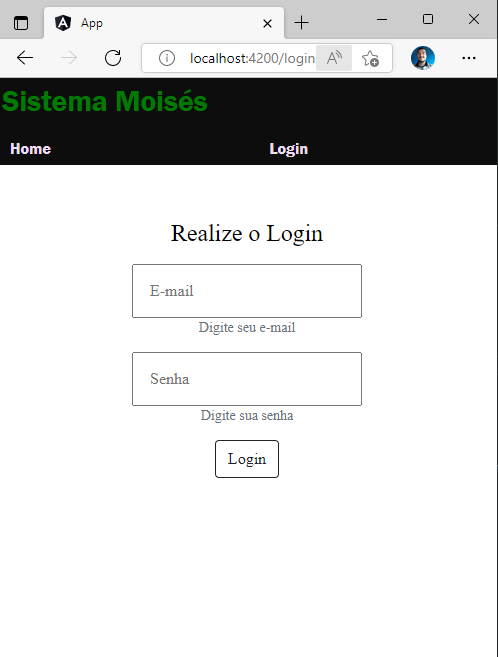 App
localhost:4200/login
Sistema Moisés
Home Login
Realize o Login
E-mail
Digite seu e-mail
Senha
Digite sua senha
Login